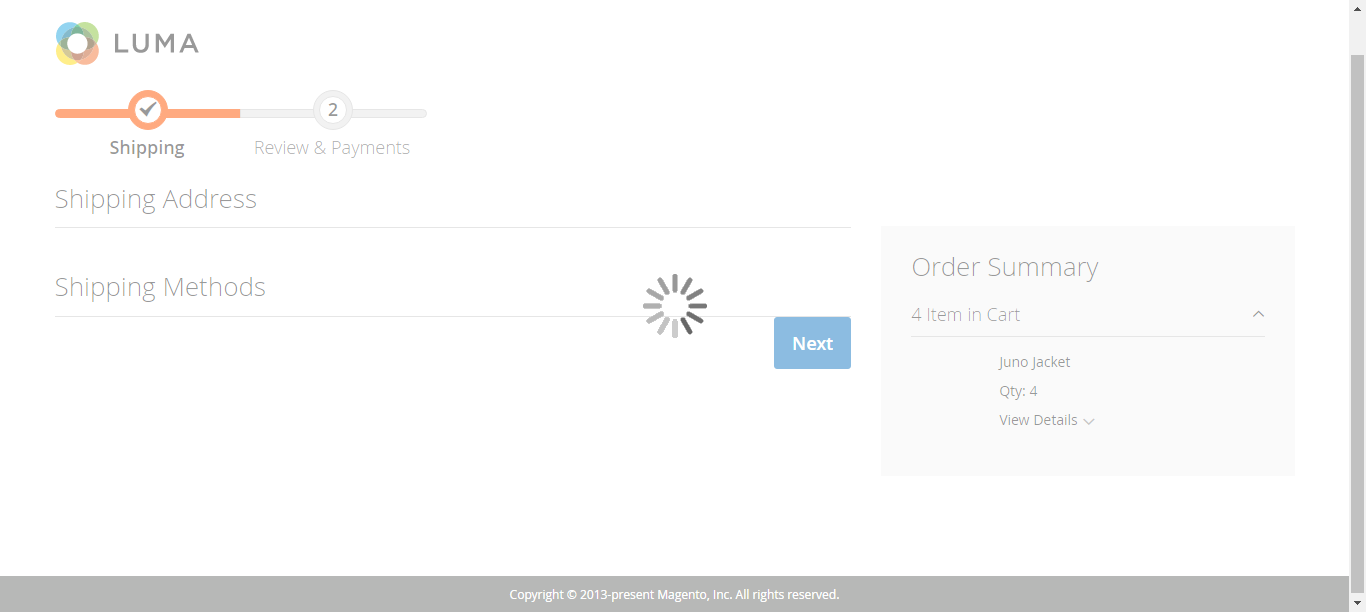 LUMA
2
Shipping
Review & Payments
Shipping Address
Shipping Methods
Next
Order Summary
4 Item in Cart
Juno Jacket
Qty: 4
View Details
Copyright © 2013-present Magento, Inc. All rights reserved.